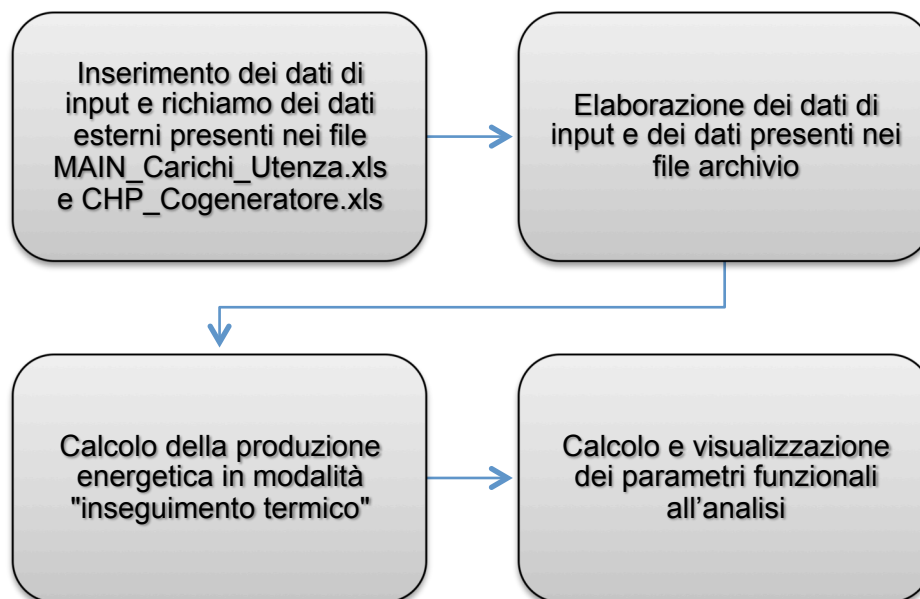 Inserimento dei dati di
input e richiamo dei dati
esterni presenti nei file
MAIN_Carichi_Utenza.xls
e CHP_Cogeneratore.xls
Elaborazione dei dati di
input e dei dati presenti nei
file archivio
Calcolo della produzione
energetica in modalità
"inseguimento termico"
Calcolo e visualizzazione
dei parametri funzionali
all’analisi